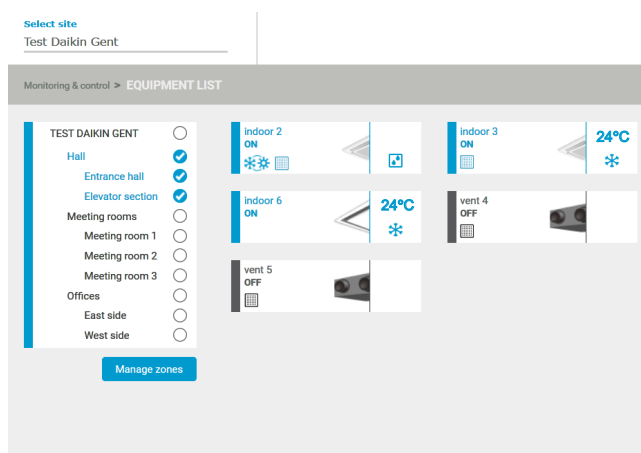 Select site
Test Daikin Gent
Monitoring & control > EQUIPMENT LIST
TEST DAIKIN GENT
Hall
Entrance hall
Elevator section
Meeting rooms
Meeting room 1
Meeting room 2
Meeting room 3
Offices
East side
West side
Manage zones
indoor 2
ON
indoor 3
ON
24°C
indoor 6
ON
24°C
vent 4
OFF
vent 5
OFF